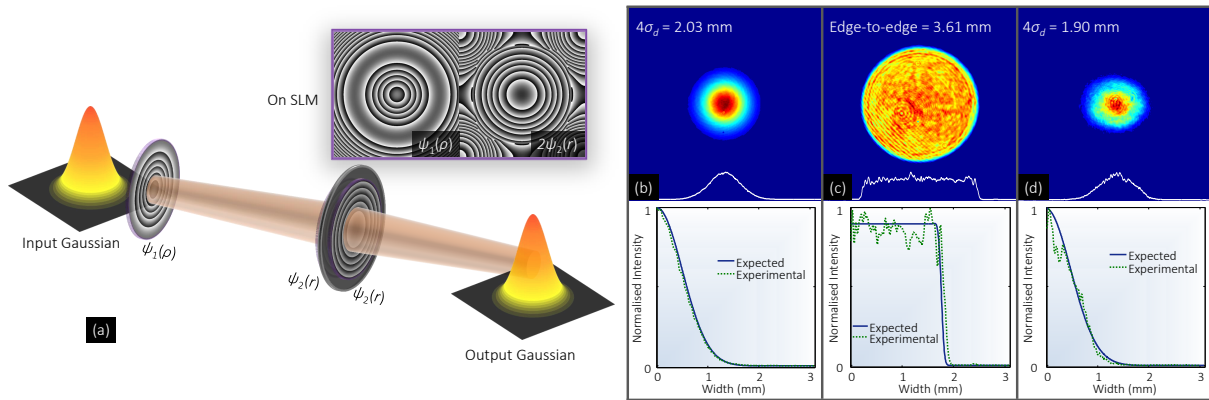 On SLM
ψ₁(ρ)
2ψ₂(r)
Input Gaussian
ψ₁(ρ)
ψ₂(r)
ψ₂(r)
(a)
Output Gaussian
4σd = 2.03 mm
(b)
Normalised Intensity
1
0
Expected
Experimental
0 1 2 3
Width (mm)
Edge-to-edge = 3.61 mm
(c)
Normalised Intensity
1
0
Expected
Experimental
0 1 2 3
Width (mm)
4σd = 1.90 mm
(d)
Normalised Intensity
1
0
Expected
Experimental
0 1 2 3
Width (mm)